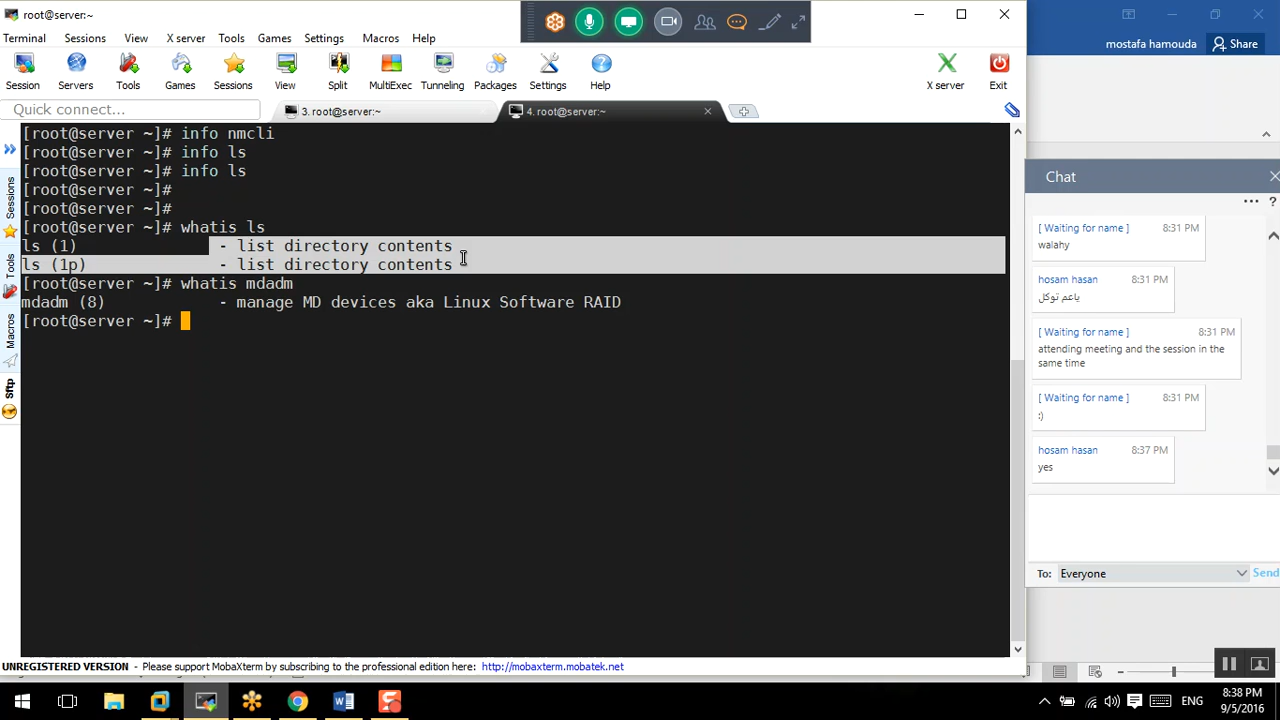 root@server:~
Terminal Sessions View X server Tools Games Settings Macros Help
Session Servers Tools Games Sessions View Split MultiExec Tunneling Packages Settings Help X server Exit
Quick connect...
3. root@server:~
4. root@server:~
[root@server ~]# info nmcli
[root@server ~]# info ls
[root@server ~]# info ls
[root@server ~]#
[root@server ~]#
[root@server ~]# whatis ls
ls (1) - list directory contents
ls (1p) - list directory contents
[root@server ~]# whatis mdadm
mdadm (8) - manage MD devices aka Linux Software RAID
[root@server ~]#
Sessions
Tools
Macros
Sftp
UNREGISTERED VERSION - Please support MobaXterm by subscribing to the professional edition here: http://mobaxterm.mobatek.net
mostafa hamouda Share
Chat
[ Waiting for name ] 8:31 PM
walahy
hosam hasan 8:31 PM
ياعم توكل
[ Waiting for name ] 8:31 PM
attending meeting and the session in the
same time
[ Waiting for name ] 8:31 PM
:)
hosam hasan 8:37 PM
yes
To: Everyone Send
ENG
8:38 PM
9/5/2016